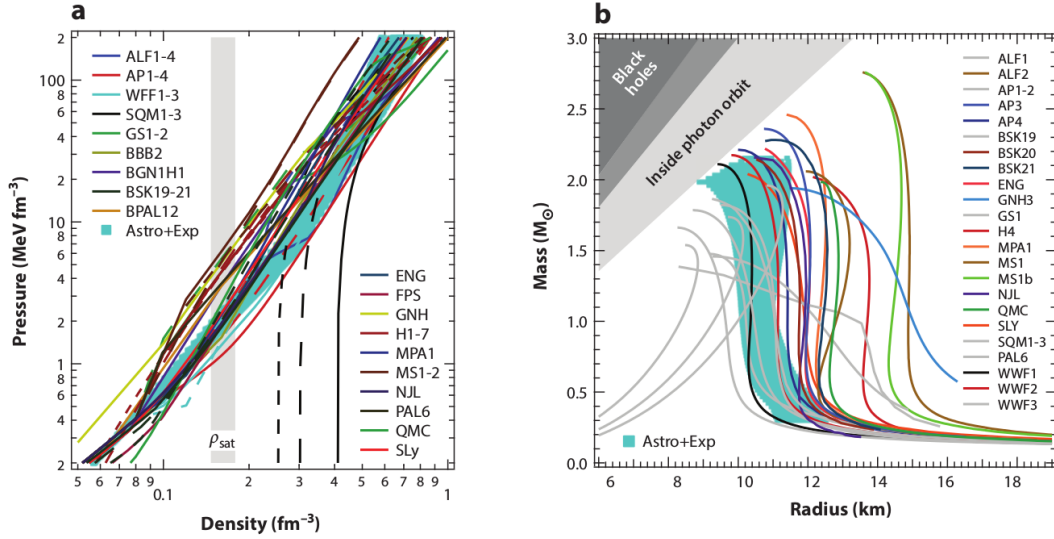 a
2
100
8
6
4
2
10
8
6
4
2
1
8
6
4
2
Pressure (MeV fm⁻³)
ALF1-4
AP1-4
WFF1-3
SQM1-3
GS1-2
BBB2
BGN1H1
BSK19-21
BPAL12
Astro+Exp
ENG
FPS
GNH
H1-7
MPA1
MS1-2
NJL
PAL6
QMC
SLy
ρsat
5 6 7 8 9 0.1 2 3 4 5 6 7 8 9 1
Density (fm⁻³)
b
3.0
2.5
2.0
1.5
1.0
0.5
0.0
Mass (M☉)
Black
holes
Inside photon orbit
ALF1
ALF2
AP1-2
AP3
AP4
BSK19
BSK20
BSK21
ENG
GNH3
GS1
H4
MPA1
MS1
MS1b
NJL
QMC
SLY
SQM1-3
PAL6
WWF1
WWF2
WWF3
Astro+Exp
6 8 10 12 14 16 18
Radius (km)